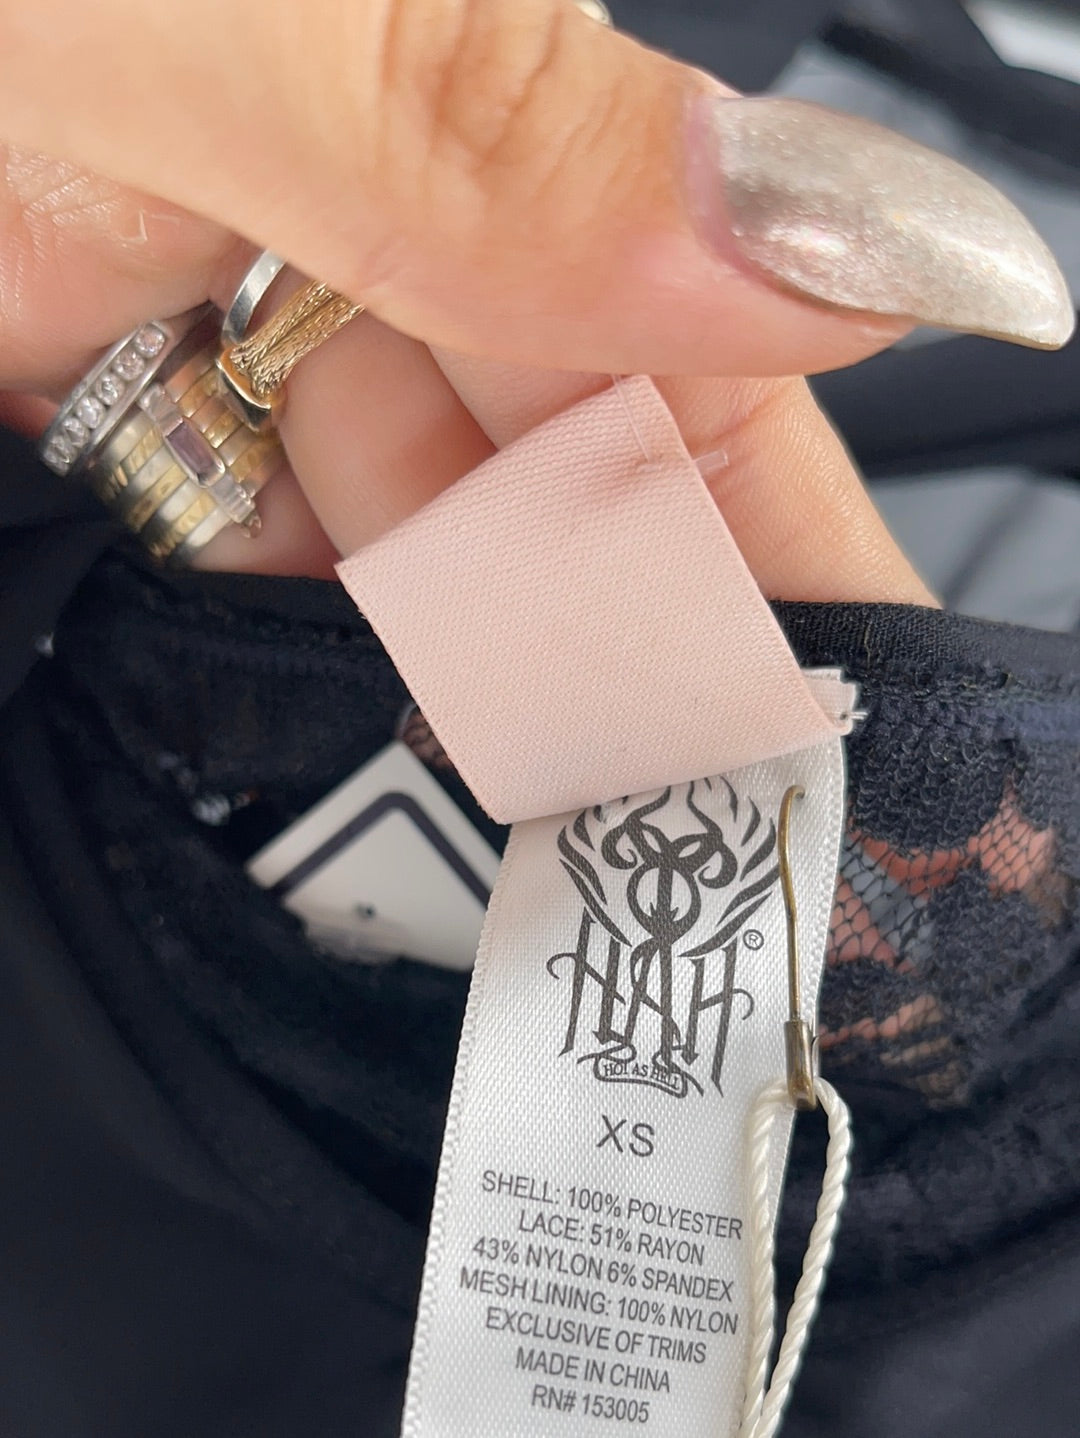 HAH®
HOT AS HELL
XS
SHELL: 100% POLYESTER
LACE: 51% RAYON
43% NYLON 6% SPANDEX
MESH LINING: 100% NYLON
EXCLUSIVE OF TRIMS
MADE IN CHINA
RN# 153005